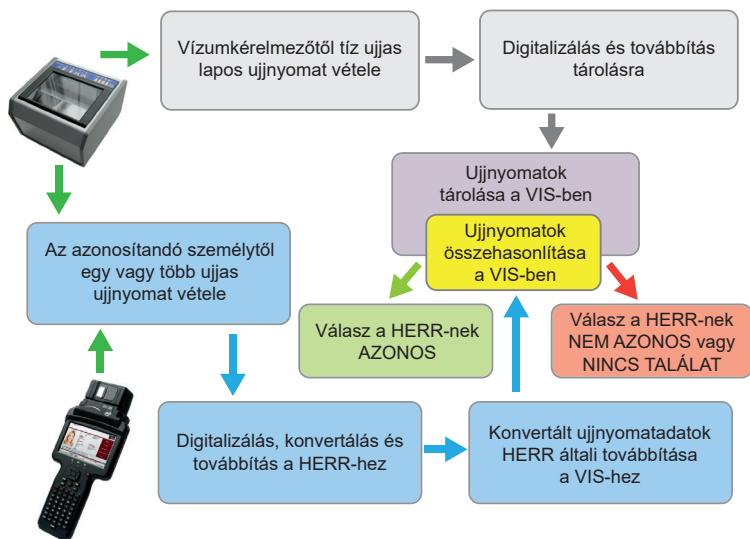 Vízumkérelmezőtől tíz ujjas
lapos ujjnyomat vétele
Digitalizálás és továbbítás
tárolásra
Ujjnyomatok
tárolása a VIS-ben
Ujjnyomatok
összehasonlítása
a VIS-ben
Az azonosítandó személytől
egy vagy több ujjas
ujjnyomat vétele
Válasz a HERR-nek
AZONOS
Válasz a HERR-nek
NEM AZONOS vagy
NINCS TALÁLAT
Digitalizálás, konvertálás és
továbbítás a HERR-hez
Konvertált ujjnyomatadatok
HERR általi továbbítása
a VIS-hez